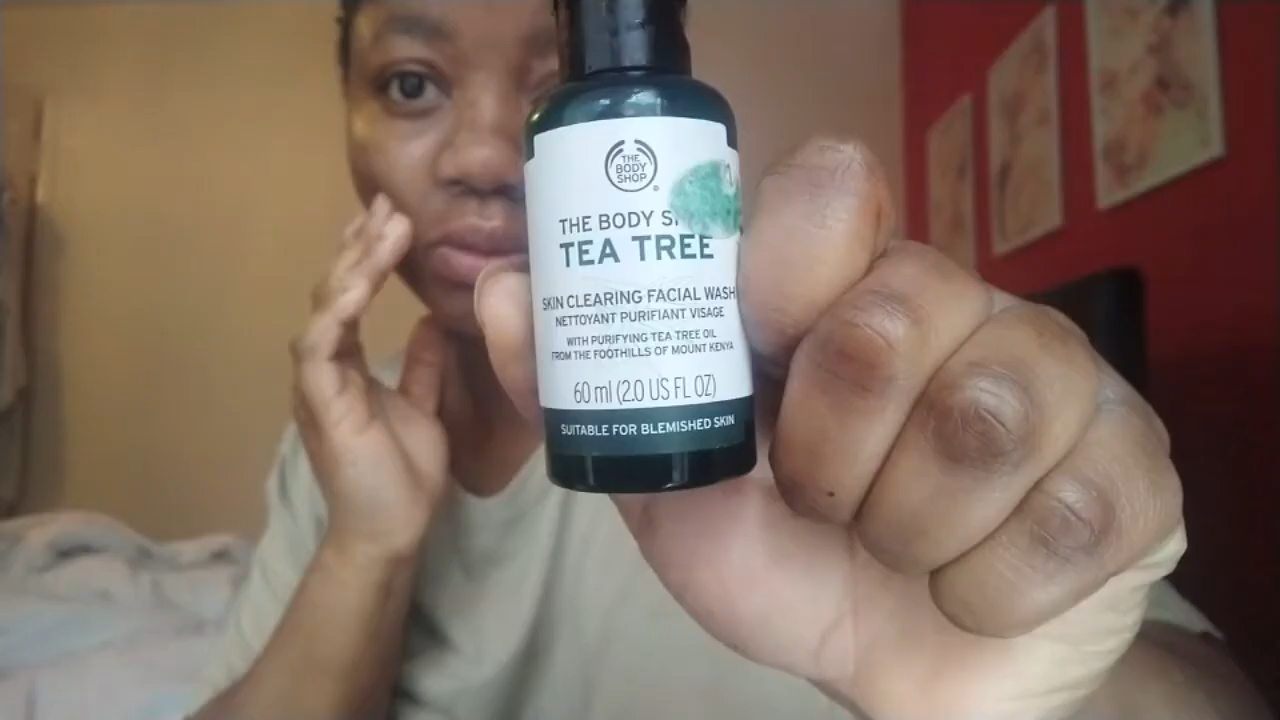 THE
BODY
SHOP
THE BODY
TEA TREE
SKIN CLEARING FACIAL WASH
NETTOYANT PURIFIANT VISAGE
WITH PURIFYING TEA TREE OIL
FROM THE FOOTHILLS OF MOUNT KENYA
60 ml (2.0 US FL OZ)
SUITABLE FOR BLEMISHED SKIN